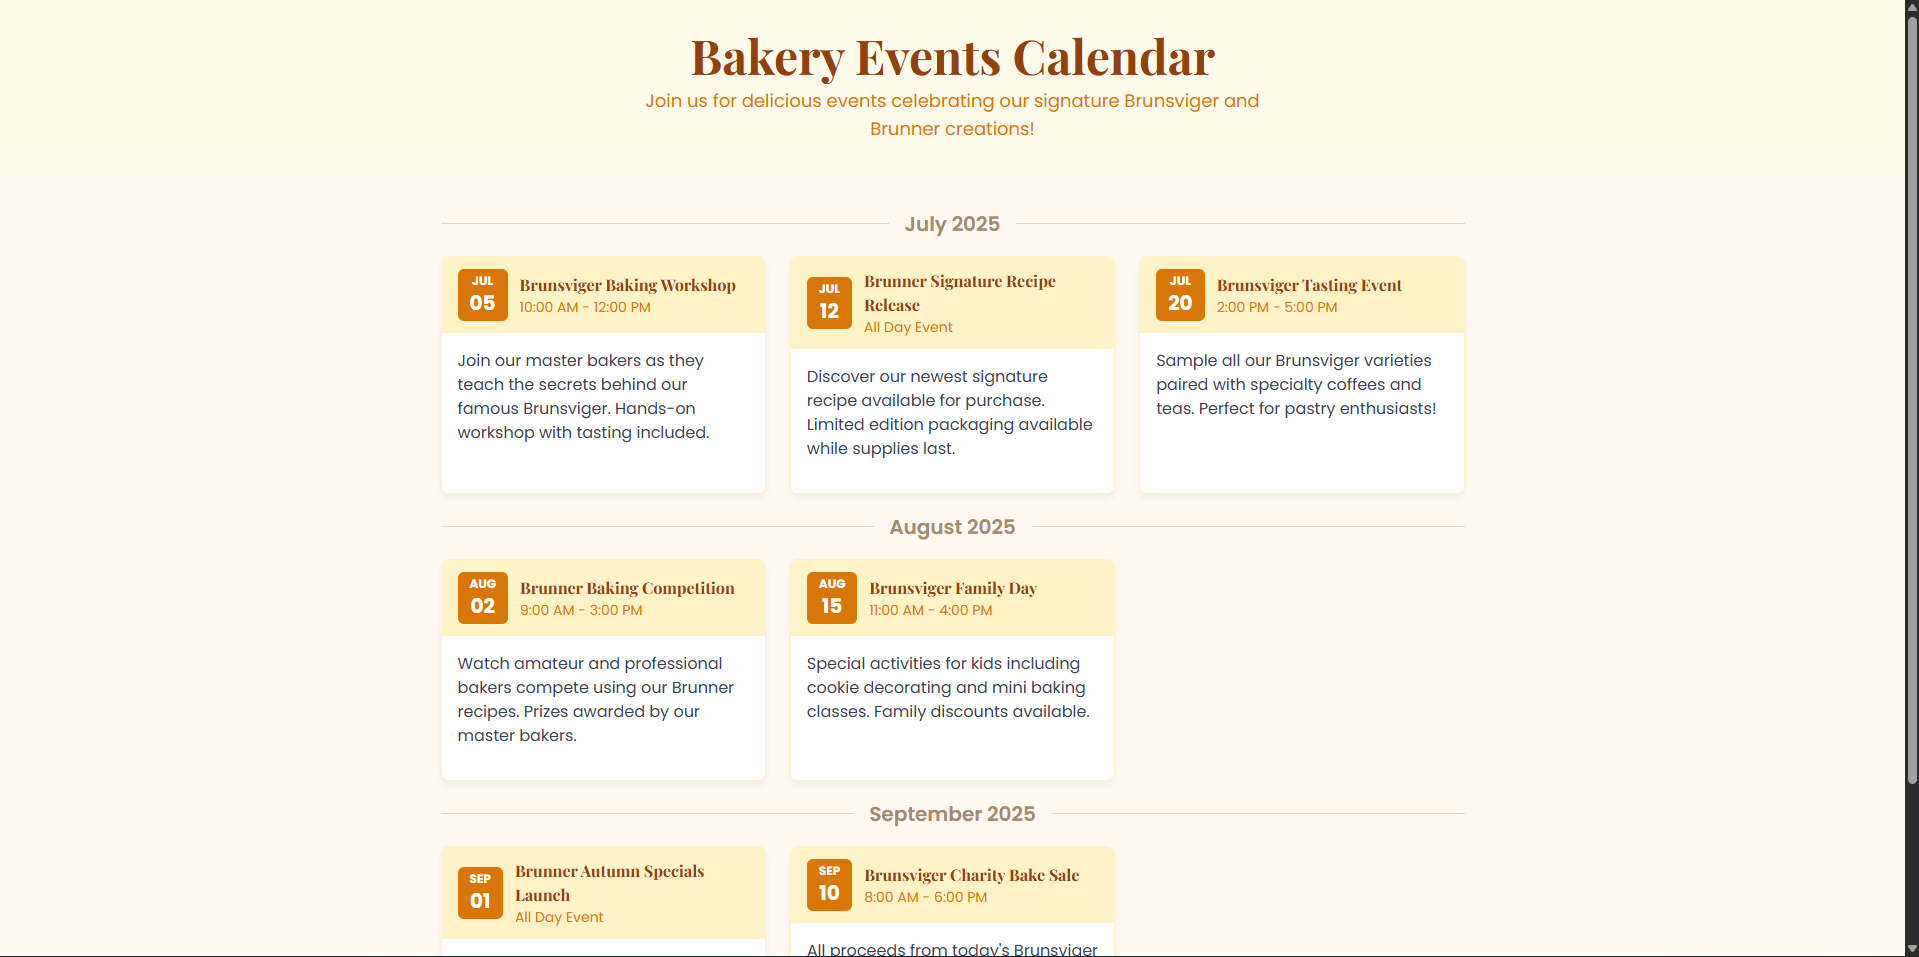 Bakery Events Calendar
Join us for delicious events celebrating our signature Brunsviger and
Brunner creations!
July 2025
JUL
05
Brunsviger Baking Workshop
10:00 AM - 12:00 PM
Join our master bakers as they
teach the secrets behind our
famous Brunsviger. Hands-on
workshop with tasting included.
JUL
12
Brunner Signature Recipe
Release
All Day Event
Discover our newest signature
recipe available for purchase.
Limited edition packaging available
while supplies last.
JUL
20
Brunsviger Tasting Event
2:00 PM - 5:00 PM
Sample all our Brunsviger varieties
paired with specialty coffees and
teas. Perfect for pastry enthusiasts!
August 2025
AUG
02
Brunner Baking Competition
9:00 AM - 3:00 PM
Watch amateur and professional
bakers compete using our Brunner
recipes. Prizes awarded by our
master bakers.
AUG
15
Brunsviger Family Day
11:00 AM - 4:00 PM
Special activities for kids including
cookie decorating and mini baking
classes. Family discounts available.
September 2025
SEP
01
Brunner Autumn Specials
Launch
All Day Event
SEP
10
Brunsviger Charity Bake Sale
8:00 AM - 6:00 PM
All proceeds from today's Brunsviger